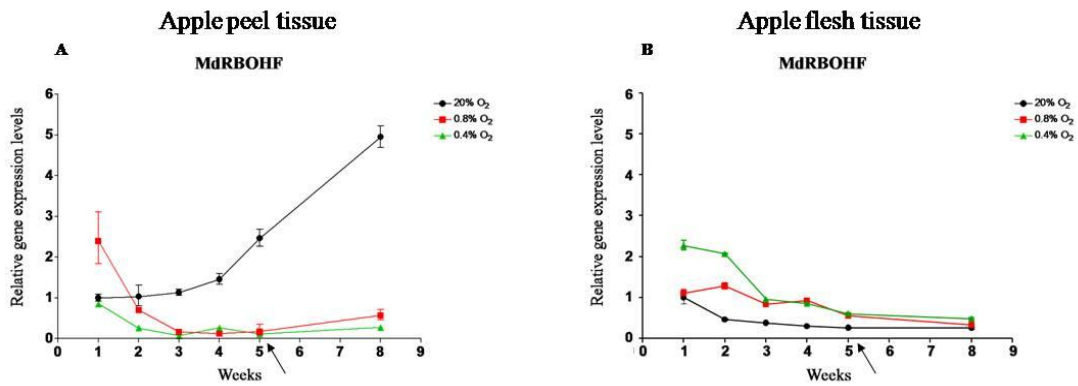 Apple peel tissue
A
MdRBOHF
Relative gene expression levels
6
5
4
3
2
1
0
0 1 2 3 4 5 6 7 8 9
Weeks
20% O₂
0.8% O₂
0.4% O₂
Apple flesh tissue
B
MdRBOHF
Relative gene expression levels
6
5
4
3
2
1
0
0 1 2 3 4 5 6 7 8 9
Weeks
20% O₂
0.8% O₂
0.4% O₂